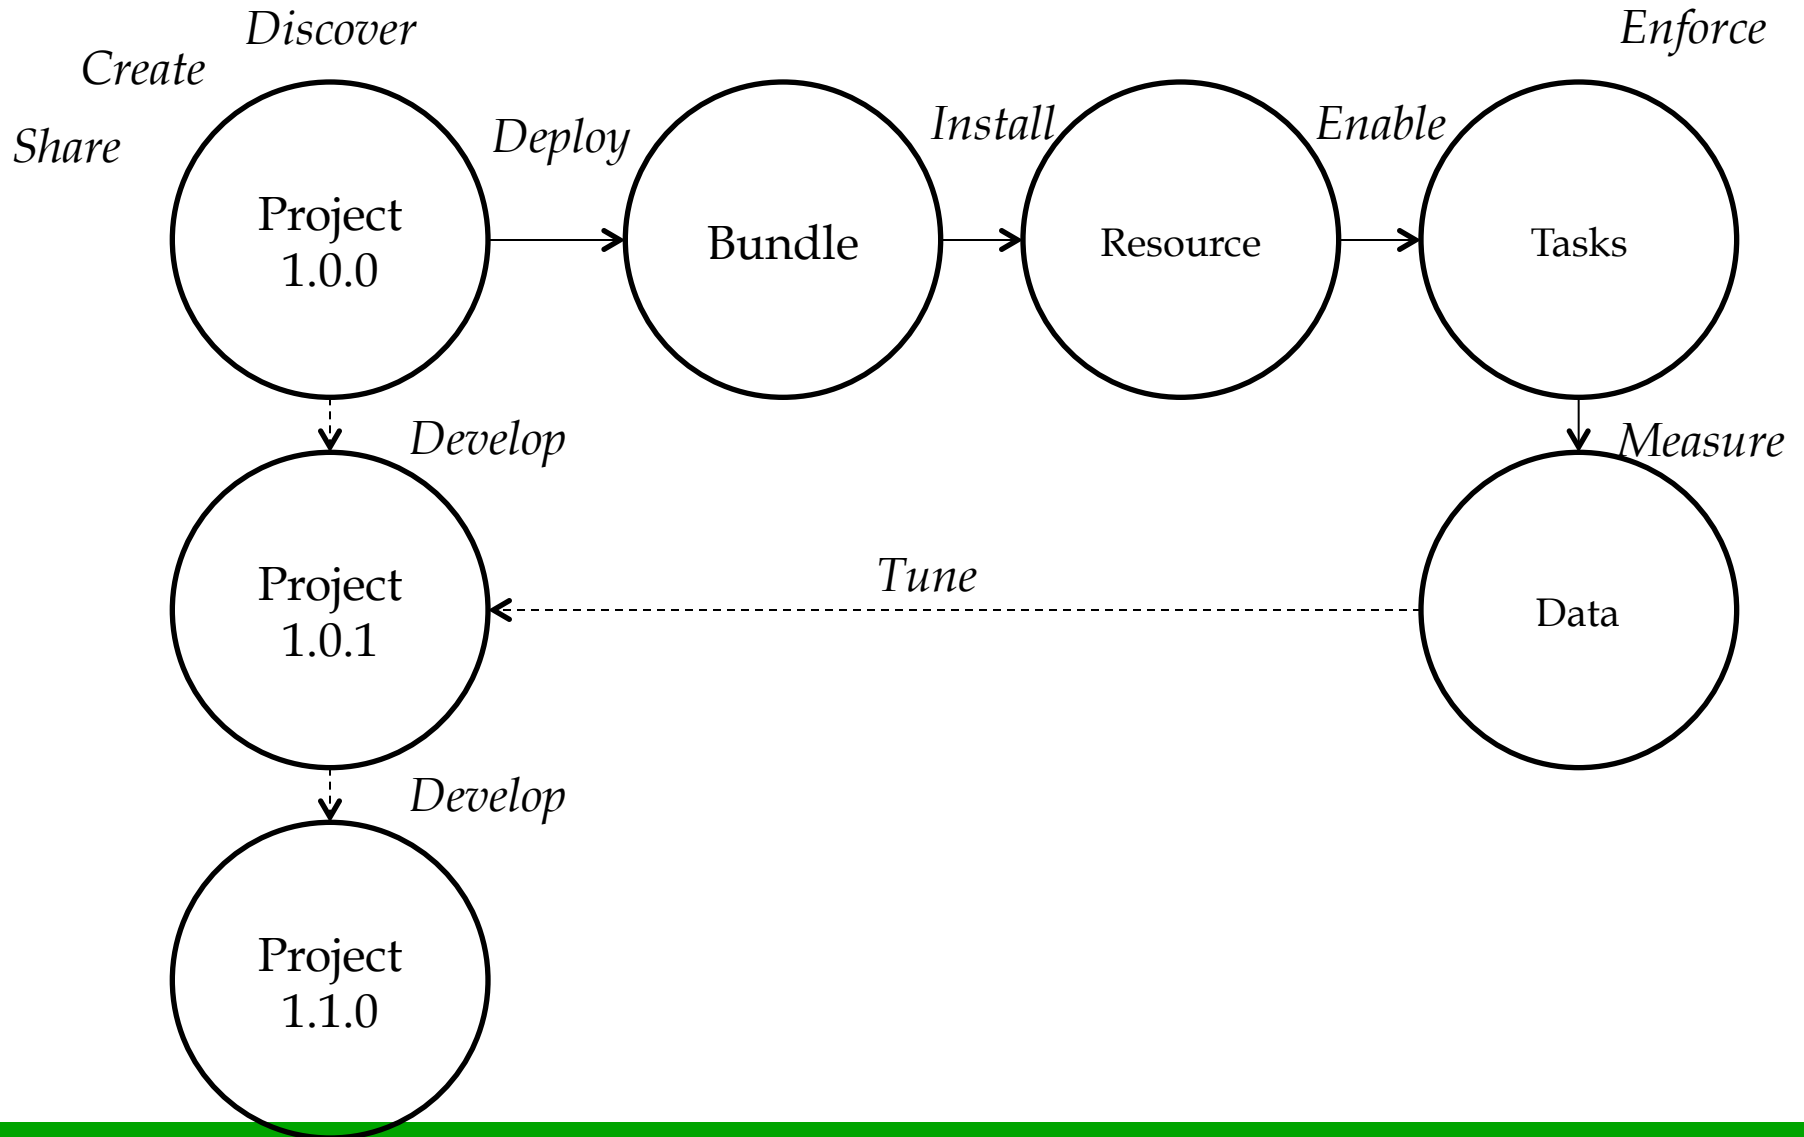 Discover
Enforce
Create
Share
Deploy
Install
Enable
Project
1.0.0
Bundle
Resource
Tasks
Develop
Measure
Tune
Project
1.0.1
Data
Develop
Project
1.1.0